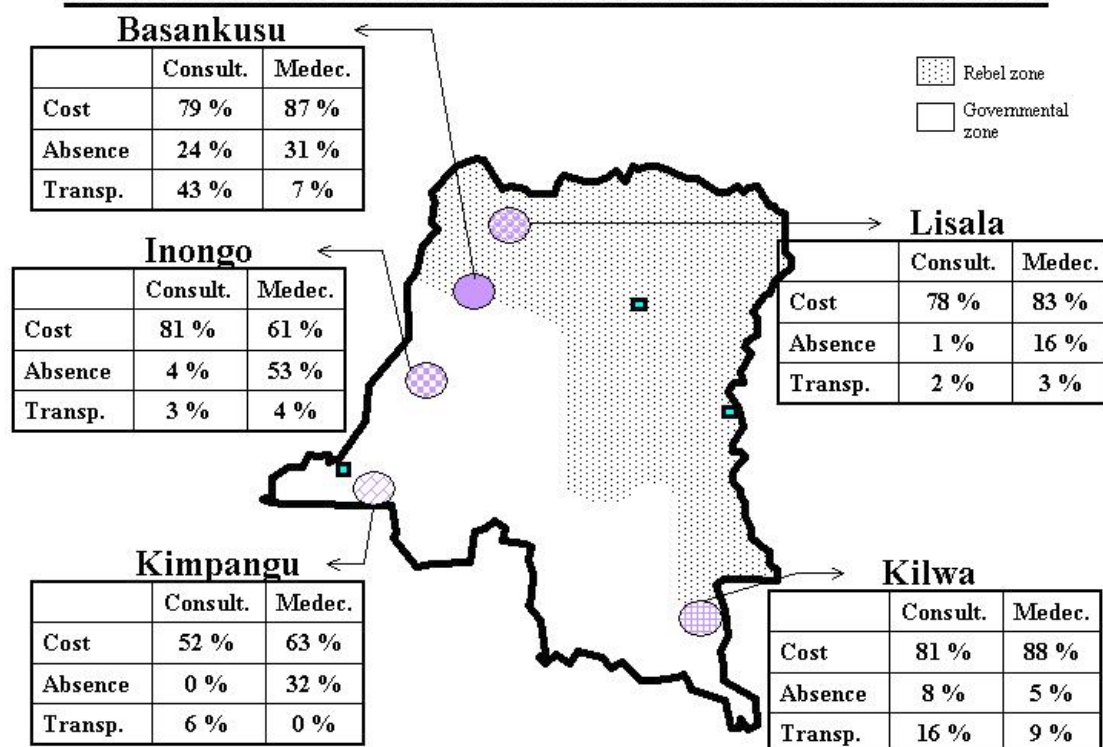 Basankusu
Consult. Medec.
Cost 79 % 87 %
Absence 24 % 31 %
Transp. 43 % 7 %
Rebel zone
Governmental
zone
Inongo
Consult. Medec.
Cost 81 % 61 %
Absence 4 % 53 %
Transp. 3 % 4 %
Lisala
Consult. Medec.
Cost 78 % 83 %
Absence 1 % 16 %
Transp. 2 % 3 %
Kimpangu
Consult. Medec.
Cost 52 % 63 %
Absence 0 % 32 %
Transp. 6 % 0 %
Kilwa
Consult. Medec.
Cost 81 % 88 %
Absence 8 % 5 %
Transp. 16 % 9 %